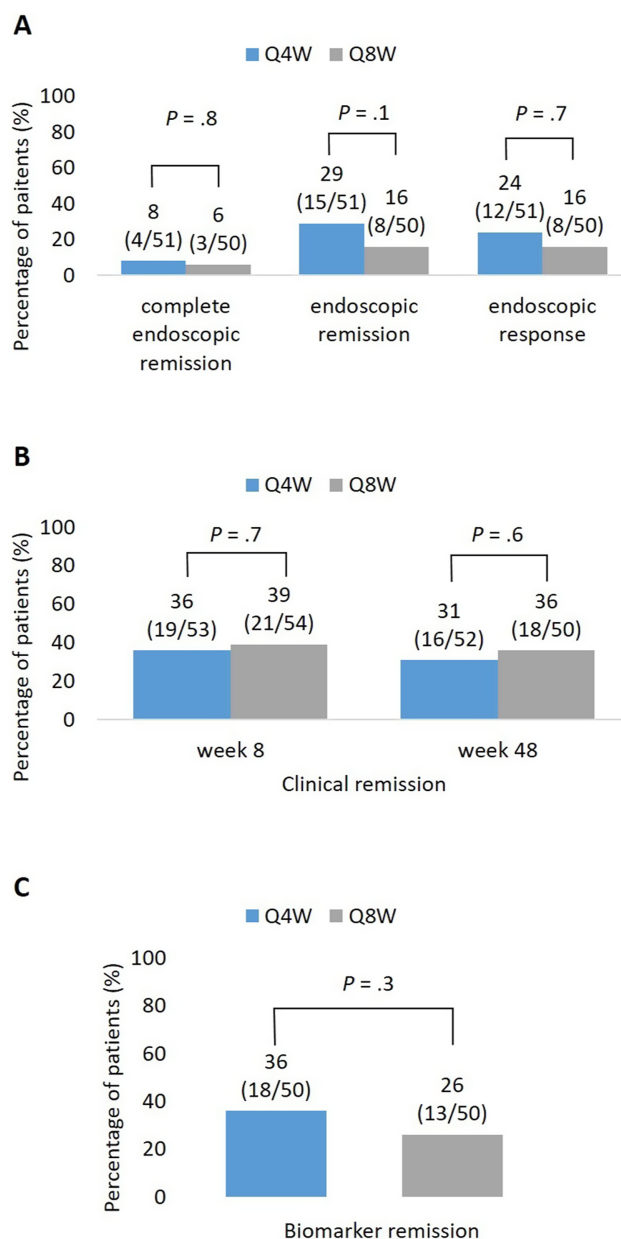 A
Q4W Q8W
Percentage of paitents (%)
100
80
60
40
20
0
P = .8
8
(4/51)
6
(3/50)
P = .1
29
(15/51)
16
(8/50)
P = .7
24
(12/51)
16
(8/50)
complete
endoscopic
remission
endoscopic
remission
endoscopic
response
B
Q4W Q8W
Percentage of patients (%)
100
80
60
40
20
0
P = .7
36
(19/53)
39
(21/54)
P = .6
31
(16/52)
36
(18/50)
week 8
week 48
Clinical remission
C
Q4W Q8W
Percentage of patients (%)
100
80
60
40
20
0
P = .3
36
(18/50)
26
(13/50)
Biomarker remission